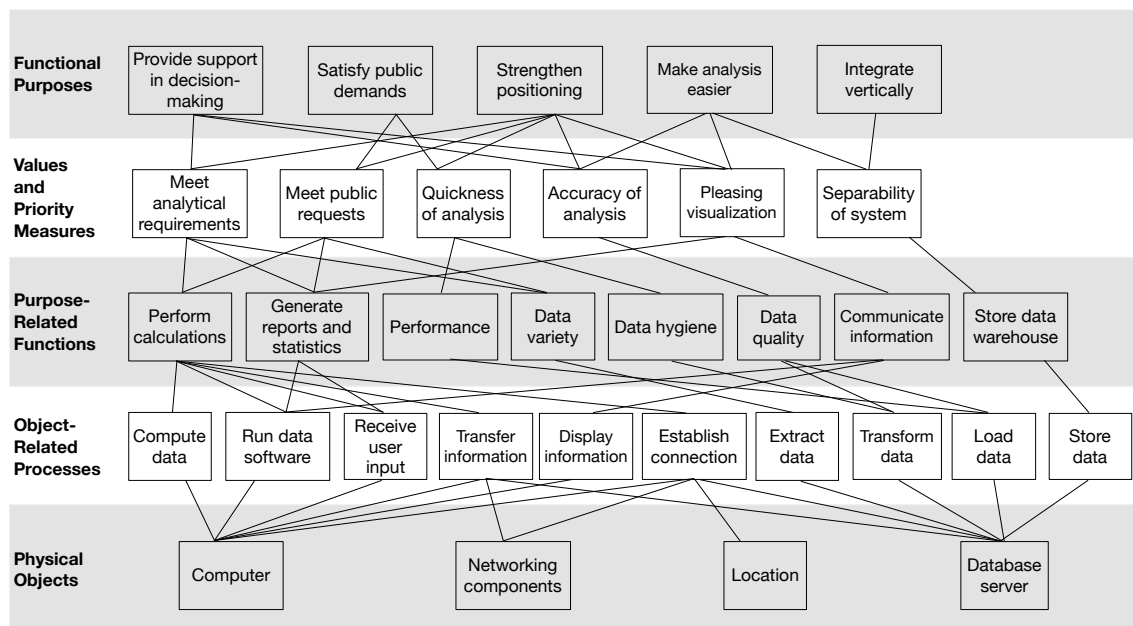 Functional
Purposes
Provide support
in decision-
making
Satisfy public
demands
Strengthen
positioning
Make analysis
easier
Integrate
vertically
Values
and
Priority
Measures
Meet
analytical
requirements
Meet public
requests
Quickness
of analysis
Accuracy of
analysis
Pleasing
visualization
Separability
of system
Purpose-
Related
Functions
Perform
calculations
Generate
reports and
statistics
Performance
Data
variety
Data hygiene
Data
quality
Communicate
information
Store data
warehouse
Object-
Related
Processes
Compute
data
Run data
software
Receive
user
input
Transfer
information
Display
information
Establish
connection
Extract
data
Transform
data
Load
data
Store
data
Physical
Objects
Computer
Networking
components
Location
Database
server